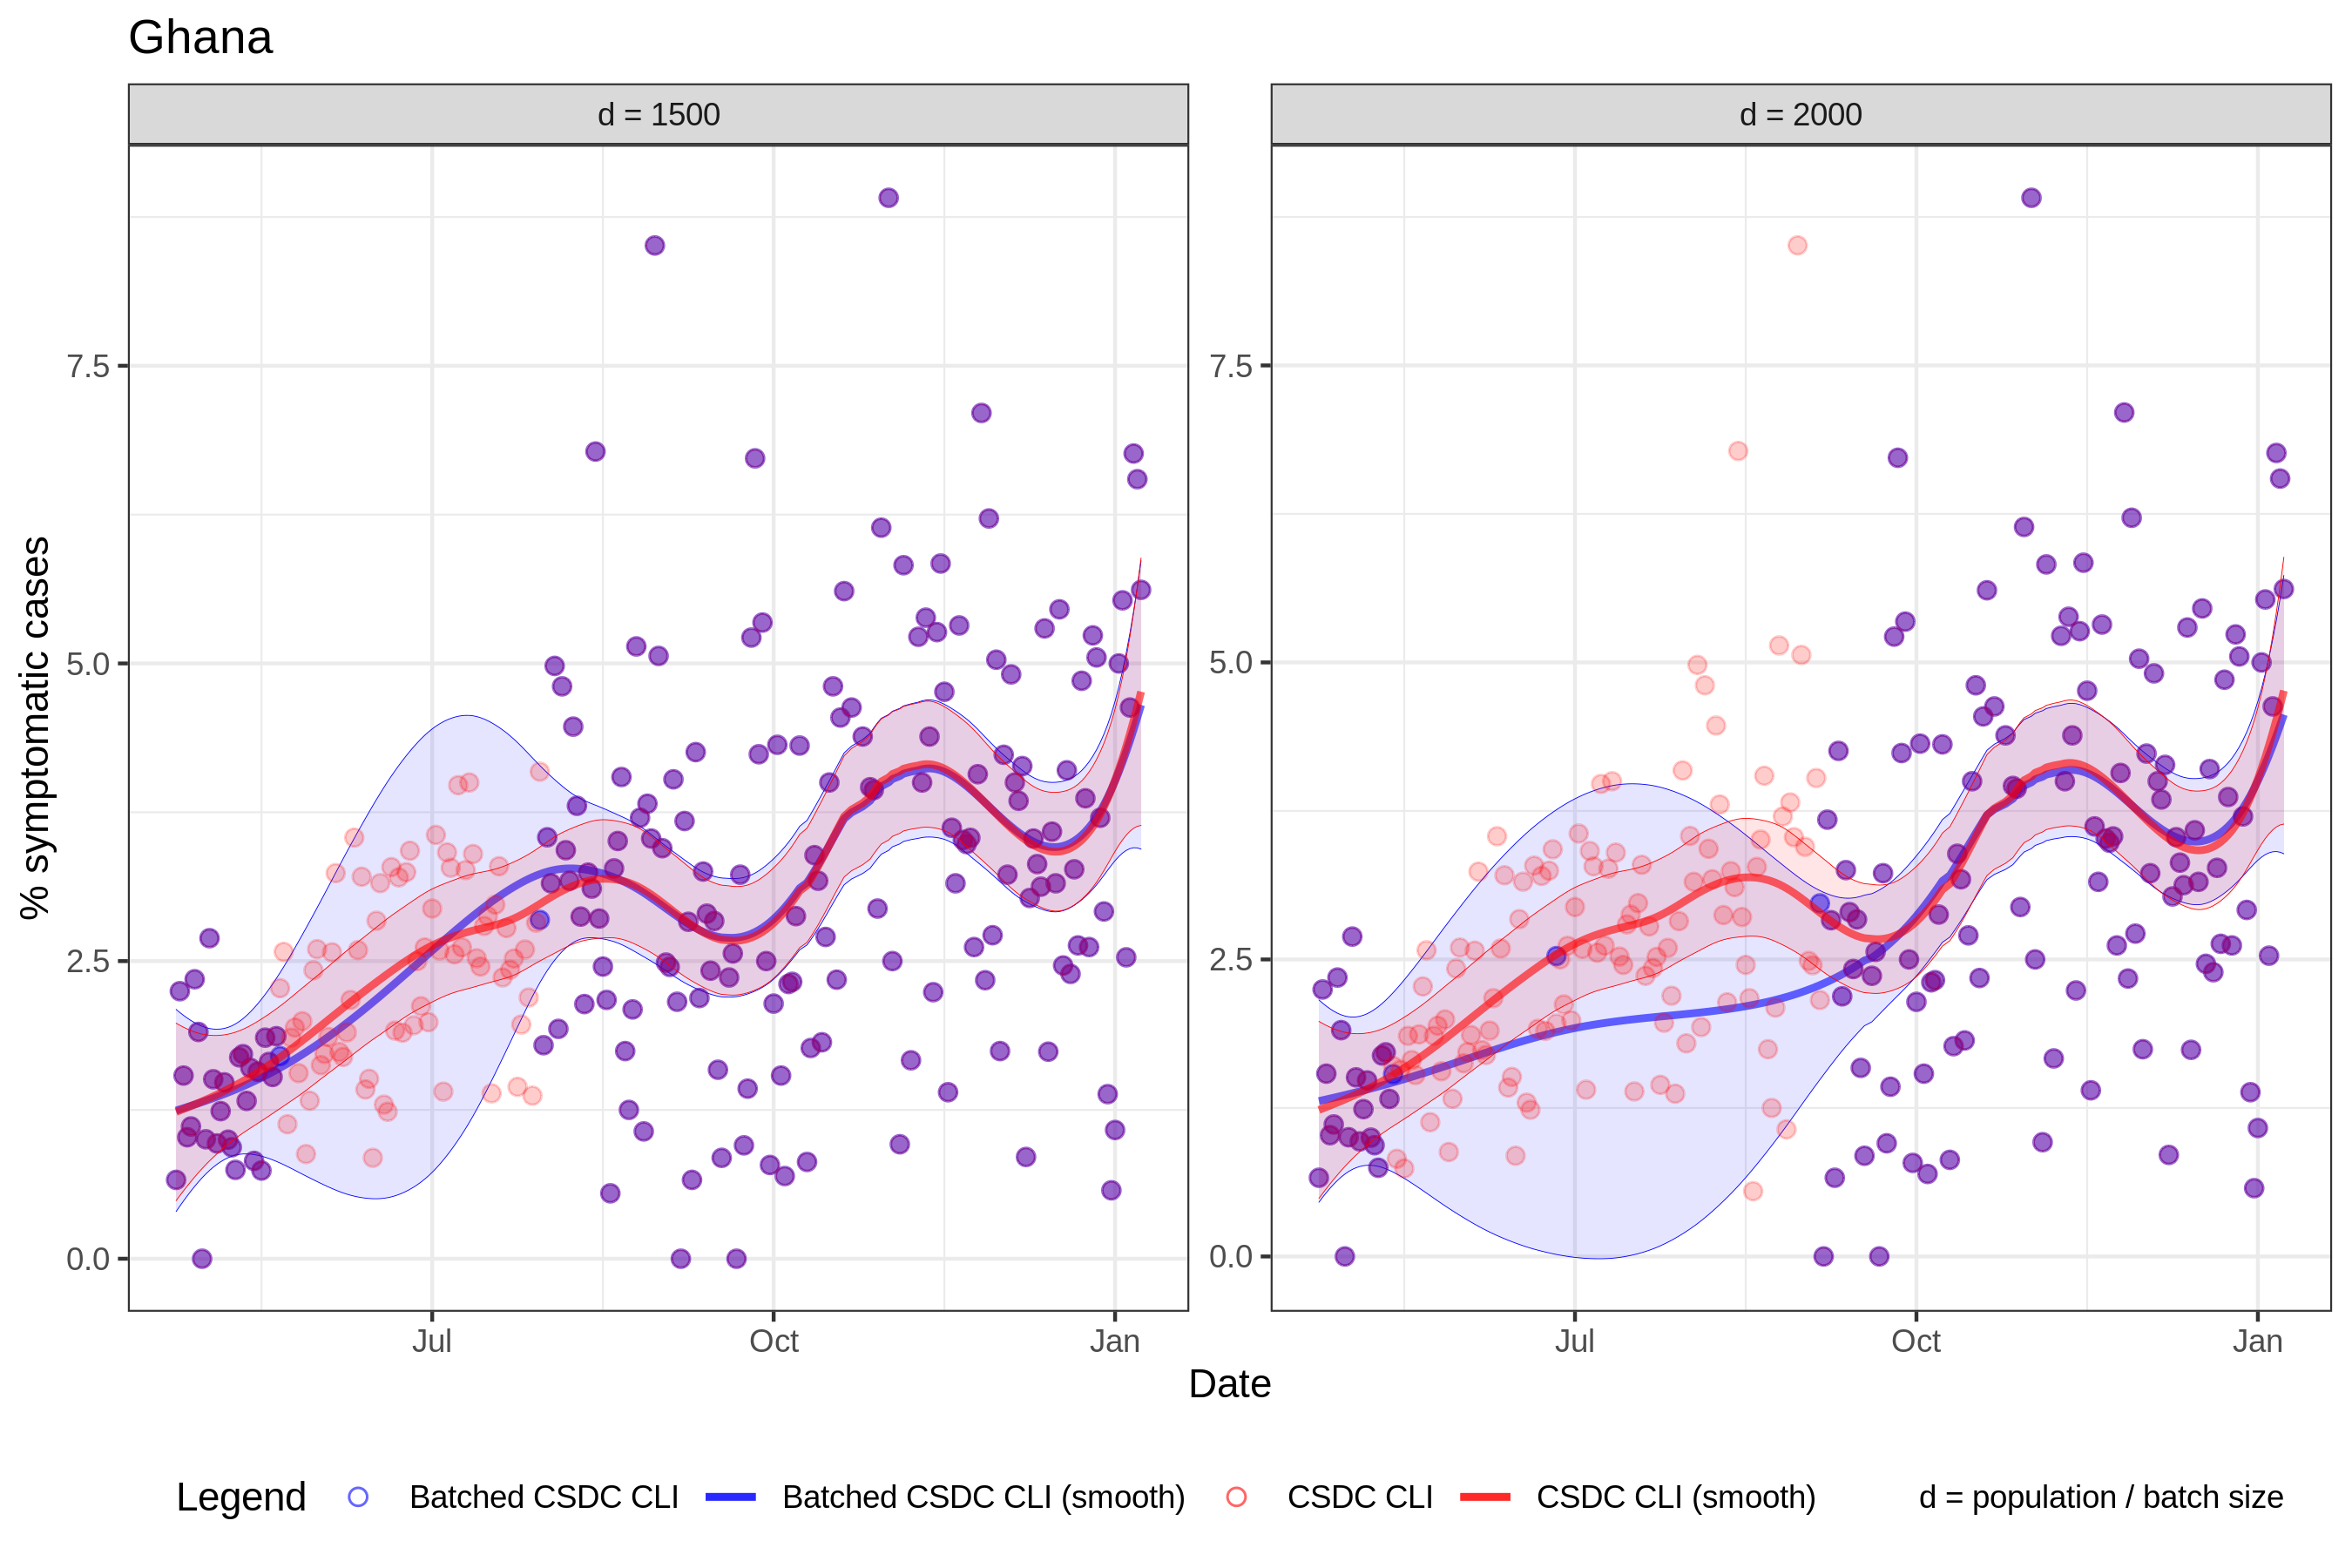 Ghana
d = 1500
d = 2000
% symptomatic cases
7.5
5.0
2.5
0.0
7.5
5.0
2.5
0.0
Jul
Oct
Jan
Jul
Oct
Jan
Date
Legend
Batched CSDC CLI
Batched CSDC CLI (smooth)
CSDC CLI
CSDC CLI (smooth)
d = population / batch size